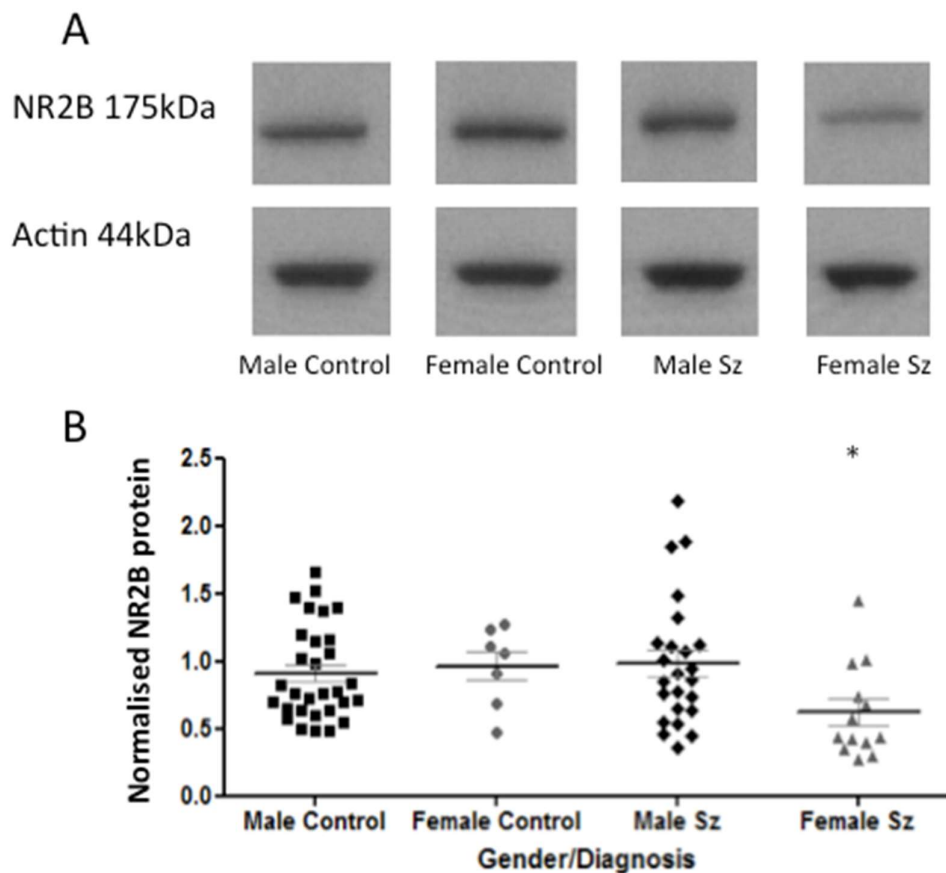 A
NR2B 175kDa
Actin 44kDa
Male Control Female Control Male Sz Female Sz
B
*
Normalised NR2B protein
2.5
2.0
1.5
1.0
0.5
0.0
Male Control Female Control Male Sz Female Sz
Gender/Diagnosis